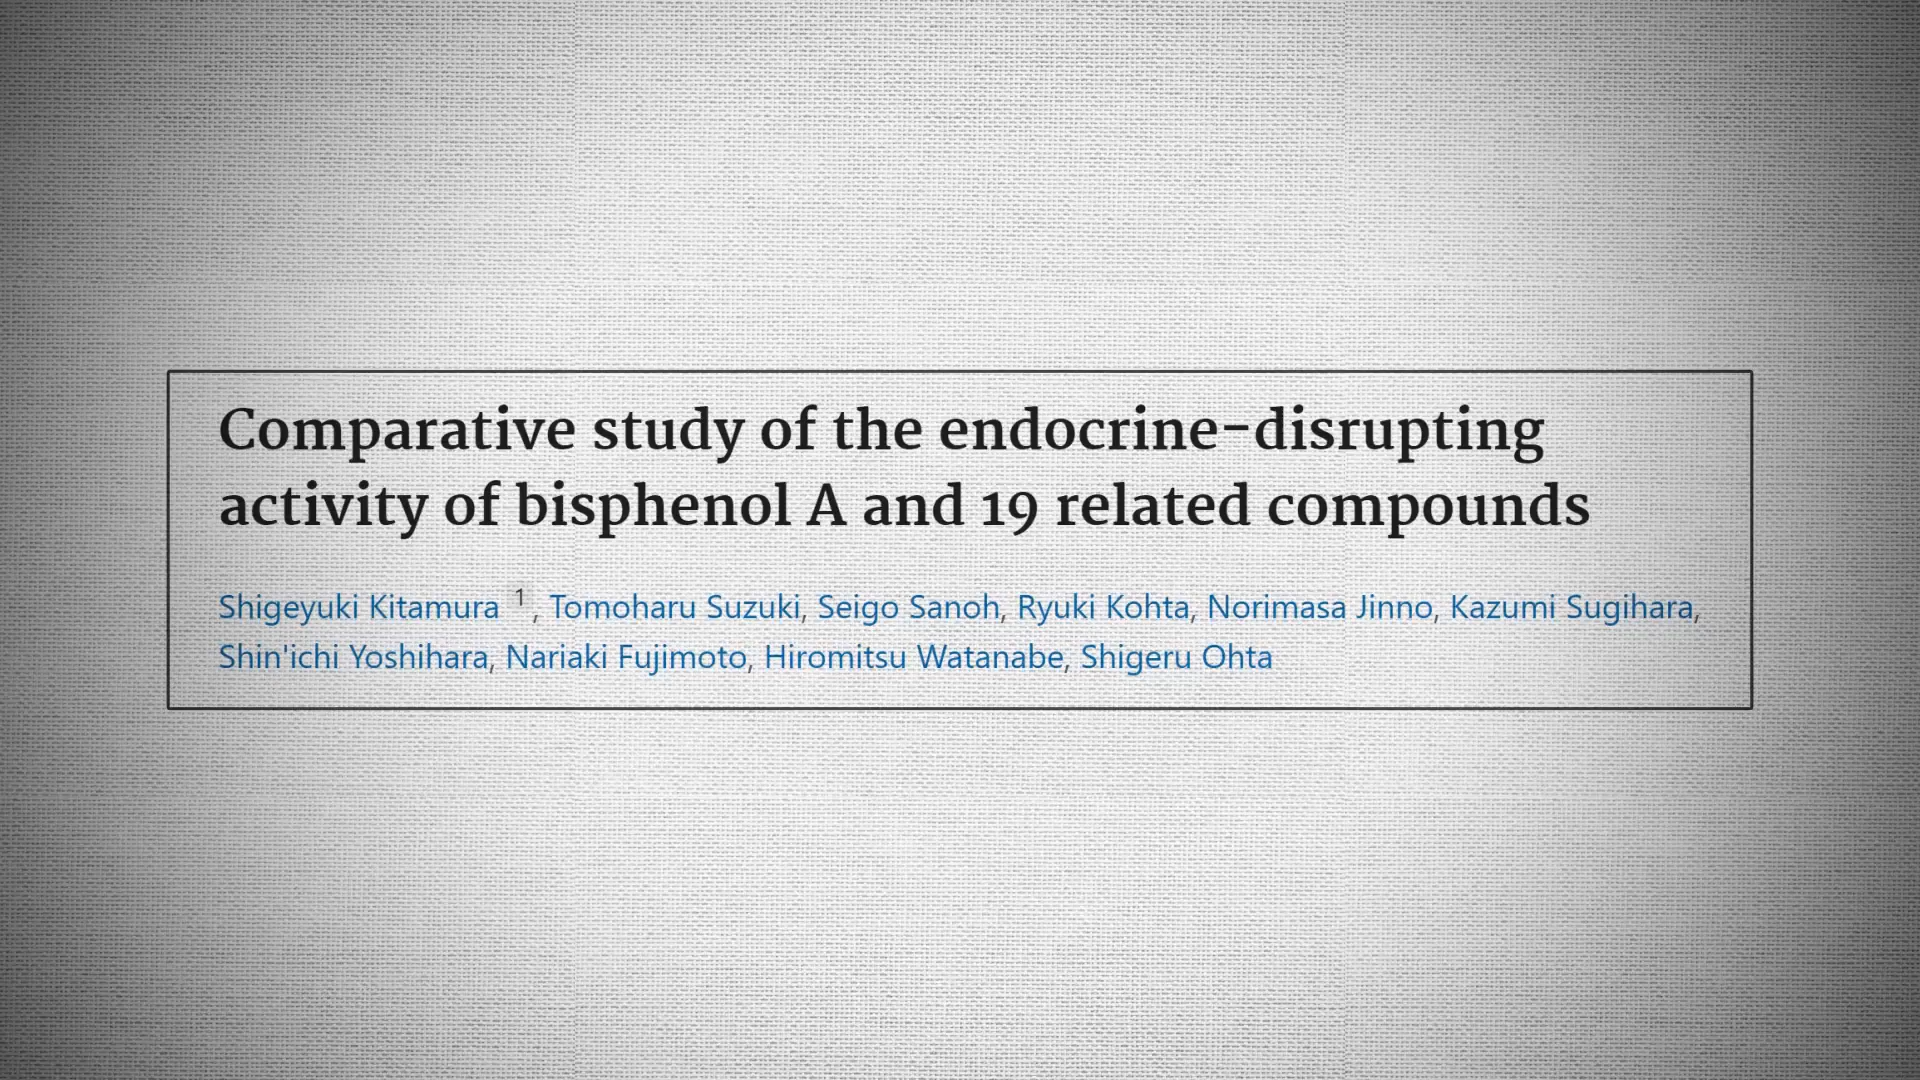 Comparative study of the endocrine-disrupting
activity of bisphenol A and 19 related compounds
Shigeyuki Kitamura 1, Tomoharu Suzuki, Seigo Sanoh, Ryuki Kohta, Norimasa Jinno, Kazumi Sugihara,
Shin'ichi Yoshihara, Nariaki Fujimoto, Hiromitsu Watanabe, Shigeru Ohta